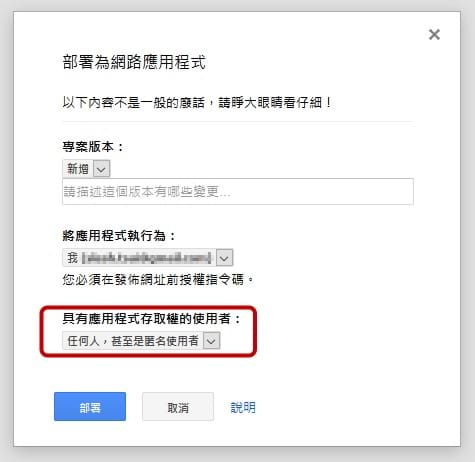 部署為網路應用程式
以下內容不是一般的廢話，請睜大眼睛看仔細！
專案版本：
新增
請描述這個版本有哪些變更...
將應用程式執行為：
我
您必須在發佈網址前授權指令碼。
具有應用程式存取權的使用者：
任何人，甚至是匿名使用者
部署 取消 說明